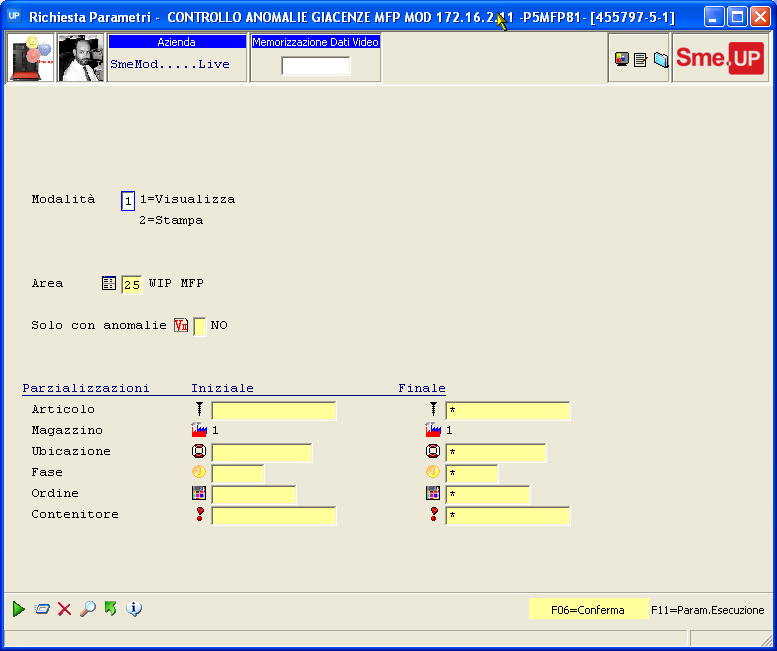 UP Richiesta Parametri - CONTROLLO ANOMALIE GIACENZE MFP MOD 172.16.2.11 -P5MFP81- [455797-5-1]
Azienda
SmeMod.....Live
Memorizzazione Dati Video
Sme.UP
Modalità 1 1=Visualizza
2=Stampa
Area 25 WIP MFP
Solo con anomalie NO
Parzializzazioni Iniziale Finale
Articolo *
Magazzino 1 1
Ubicazione *
Fase *
Ordine *
Contenitore *
F06=Conferma F11=Param.Esecuzione